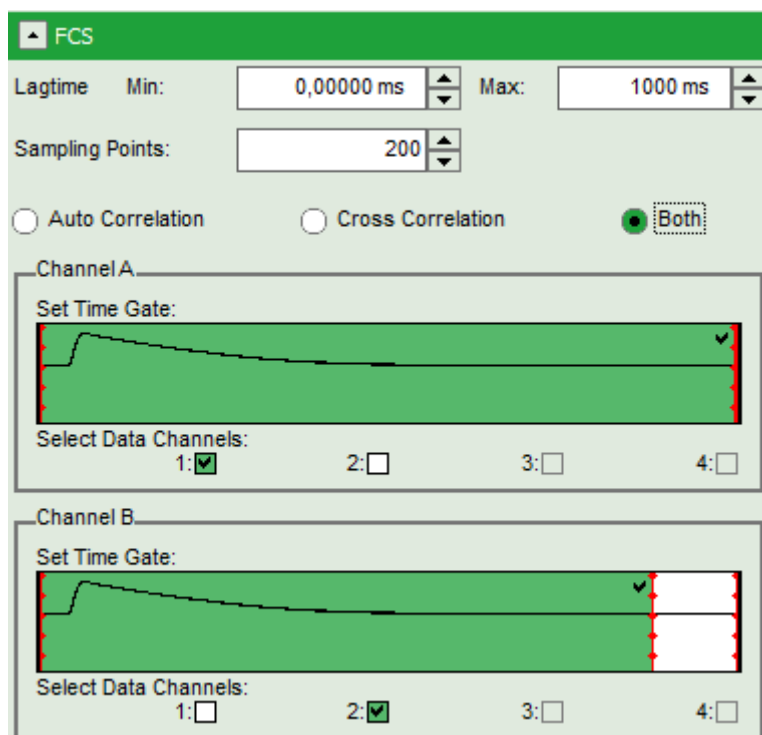 FCS
Lagtime Min: 0,00000 ms Max: 1000 ms
Sampling Points: 200
Auto Correlation Cross Correlation Both
Channel A
Set Time Gate:
Select Data Channels:
1: 2: 3: 4:
Channel B
Set Time Gate:
Select Data Channels:
1: 2: 3: 4: